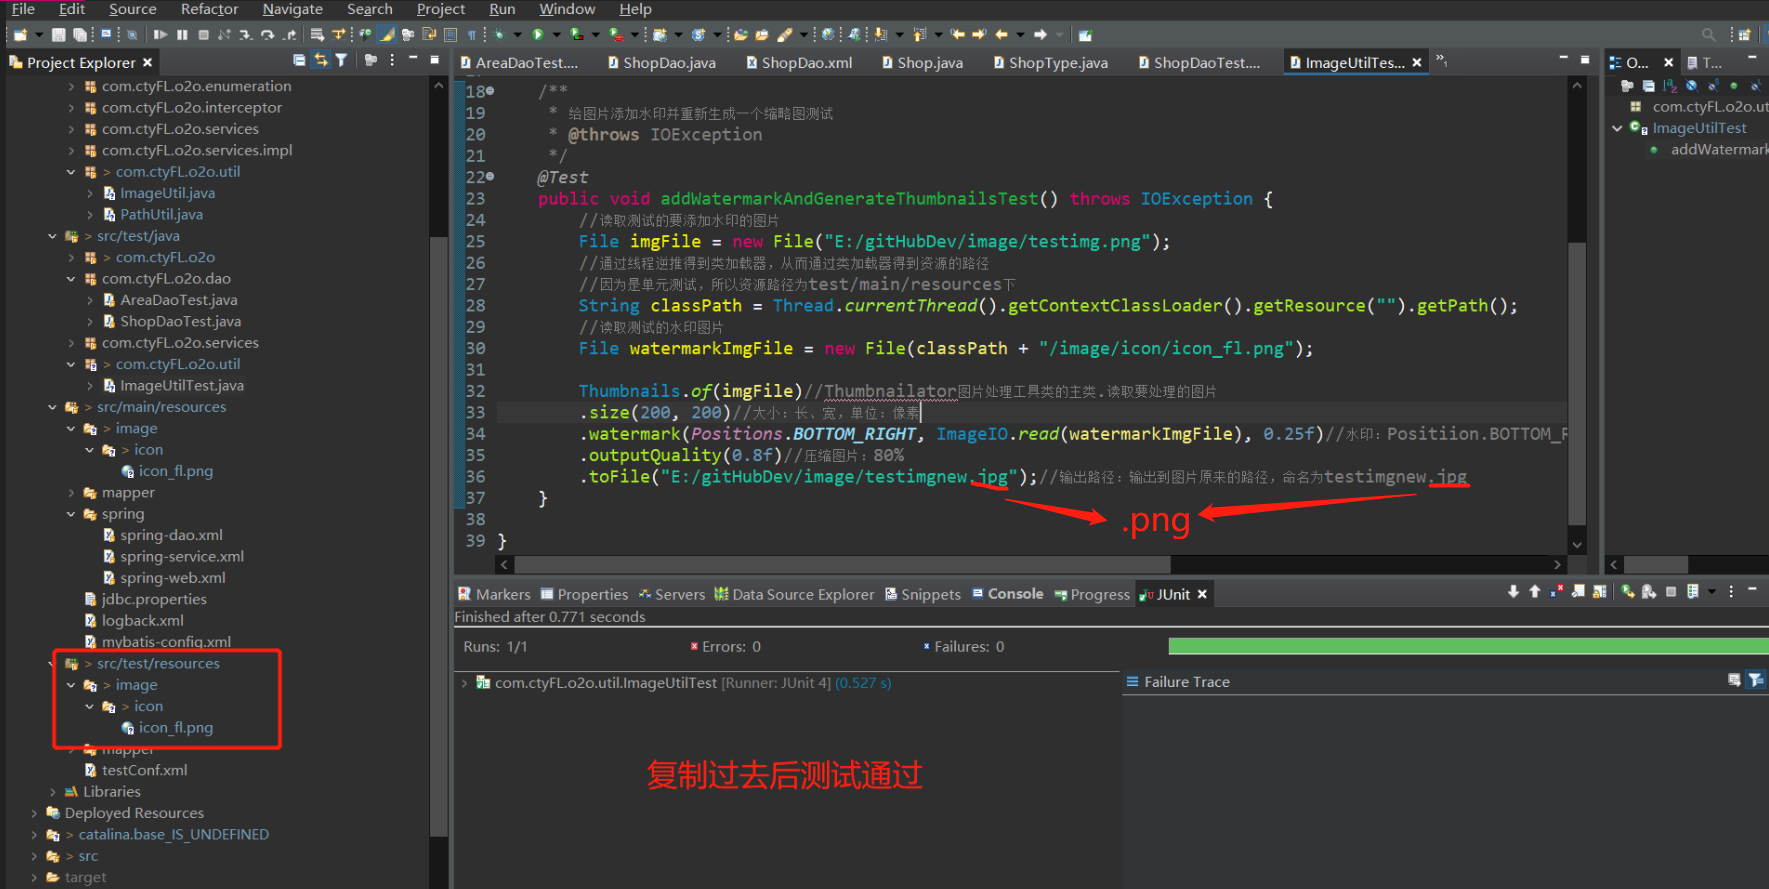 File Edit Source Refactor Navigate Search Project Run Window Help
Project Explorer
com.ctyFL.o2o.enumeration
com.ctyFL.o2o.interceptor
com.ctyFL.o2o.services
com.ctyFL.o2o.services.impl
> com.ctyFL.o2o.util
ImageUtil.java
PathUtil.java
> src/test/java
> com.ctyFL.o2o
com.ctyFL.o2o.dao
AreaDaoTest.java
ShopDaoTest.java
com.ctyFL.o2o.services
> com.ctyFL.o2o.util
ImageUtilTest.java
> src/main/resources
> image
> icon
icon_fl.png
mapper
spring
spring-dao.xml
spring-service.xml
spring-web.xml
jdbc.properties
logback.xml
mybatis-config.xml
> src/test/resources
> image
> icon
icon_fl.png
mapper
testConf.xml
Libraries
Deployed Resources
> catalina.base_IS_UNDEFINED
> src
target
AreaDaoTest.... ShopDao.java ShopDao.xml Shop.java ShopType.java ShopDaoTest.... ImageUtilTes... »1
18 /**
19 * 给图片添加水印并重新生成一个缩略图测试
20 * @throws IOException
21 */
22 @Test
23 public void addWatermarkAndGenerateThumbnailsTest() throws IOException {
24 //读取测试的要添加水印的图片
25 File imgFile = new File("E:/gitHubDev/image/testimg.png");
26 //通过线程逆推得到类加载器，从而通过类加载器得到资源的路径
27 //因为是单元测试，所以资源路径为test/main/resources下
28 String classPath = Thread.currentThread().getContextClassLoader().getResource("").getPath();
29 //读取测试的水印图片
30 File watermarkImgFile = new File(classPath + "/image/icon/icon_fl.png");
31
32 Thumbnails.of(imgFile)//Thumbnailator图片处理工具类的主类.读取要处理的图片
33 .size(200, 200)//大小：长、宽，单位：像素
34 .watermark(Positions.BOTTOM_RIGHT, ImageIO.read(watermarkImgFile), 0.25f)//水印：Positiion.BOTTOM_R
35 .outputQuality(0.8f)//压缩图片：80%
36 .toFile("E:/gitHubDev/image/testimgnew.jpg");//输出路径：输出到图片原来的路径，命名为testimgnew.jpg
37 }
38
39 }
.png
O... T...
com.ctyFL.o2o.ut
ImageUtilTest
addWatermark
Markers Properties Servers Data Source Explorer Snippets Console Progress JUnit
Finished after 0.771 seconds
Runs: 1/1 Errors: 0 Failures: 0
com.ctyFL.o2o.util.ImageUtilTest [Runner: JUnit 4] (0.527 s)
Failure Trace
复制过去后测试通过